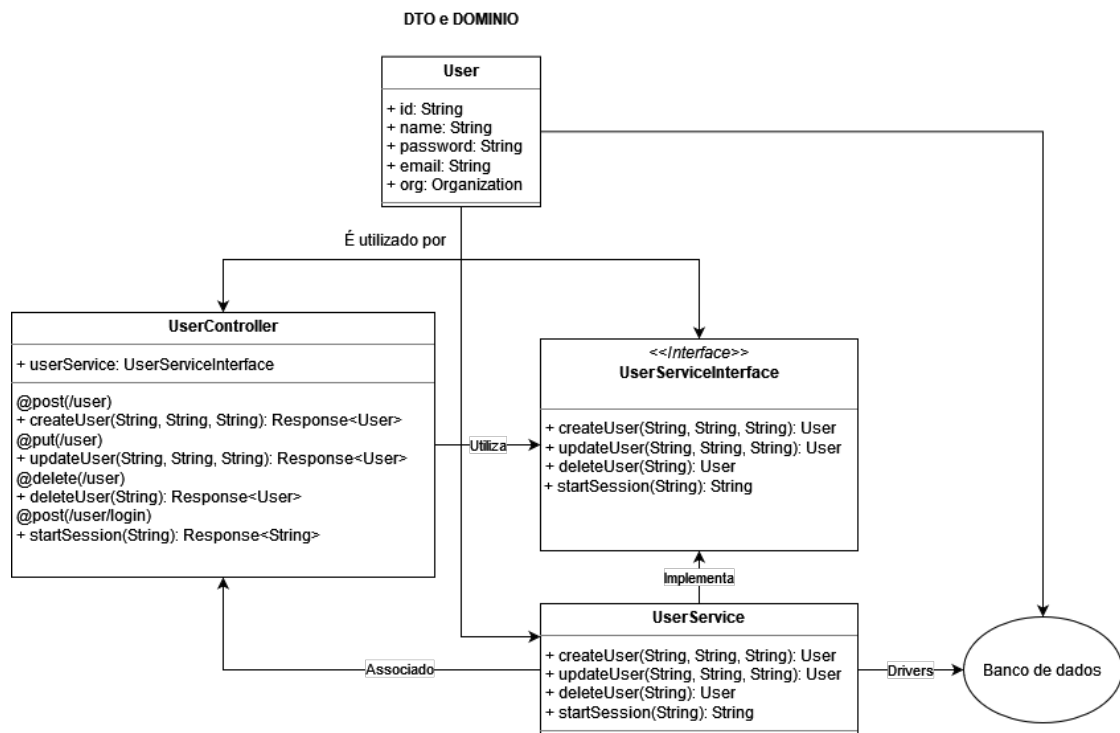 DTO e DOMINIO
User
+ id: String
+ name: String
+ password: String
+ email: String
+ org: Organization
É utilizado por
UserController
+ userService: UserServiceInterface
@post(/user)
+ createUser(String, String, String): Response<User>
@put(/user)
+ updateUser(String, String, String): Response<User>
@delete(/user)
+ deleteUser(String): Response<User>
@post(/user/login)
+ startSession(String): Response<String>
Utiliza
<<Interface>>
UserServiceInterface
+ createUser(String, String, String): User
+ updateUser(String, String, String): User
+ deleteUser(String): User
+ startSession(String): String
Implementa
UserService
+ createUser(String, String, String): User
+ updateUser(String, String, String): User
+ deleteUser(String): User
+ startSession(String): String
Associado
Drivers
Banco de dados